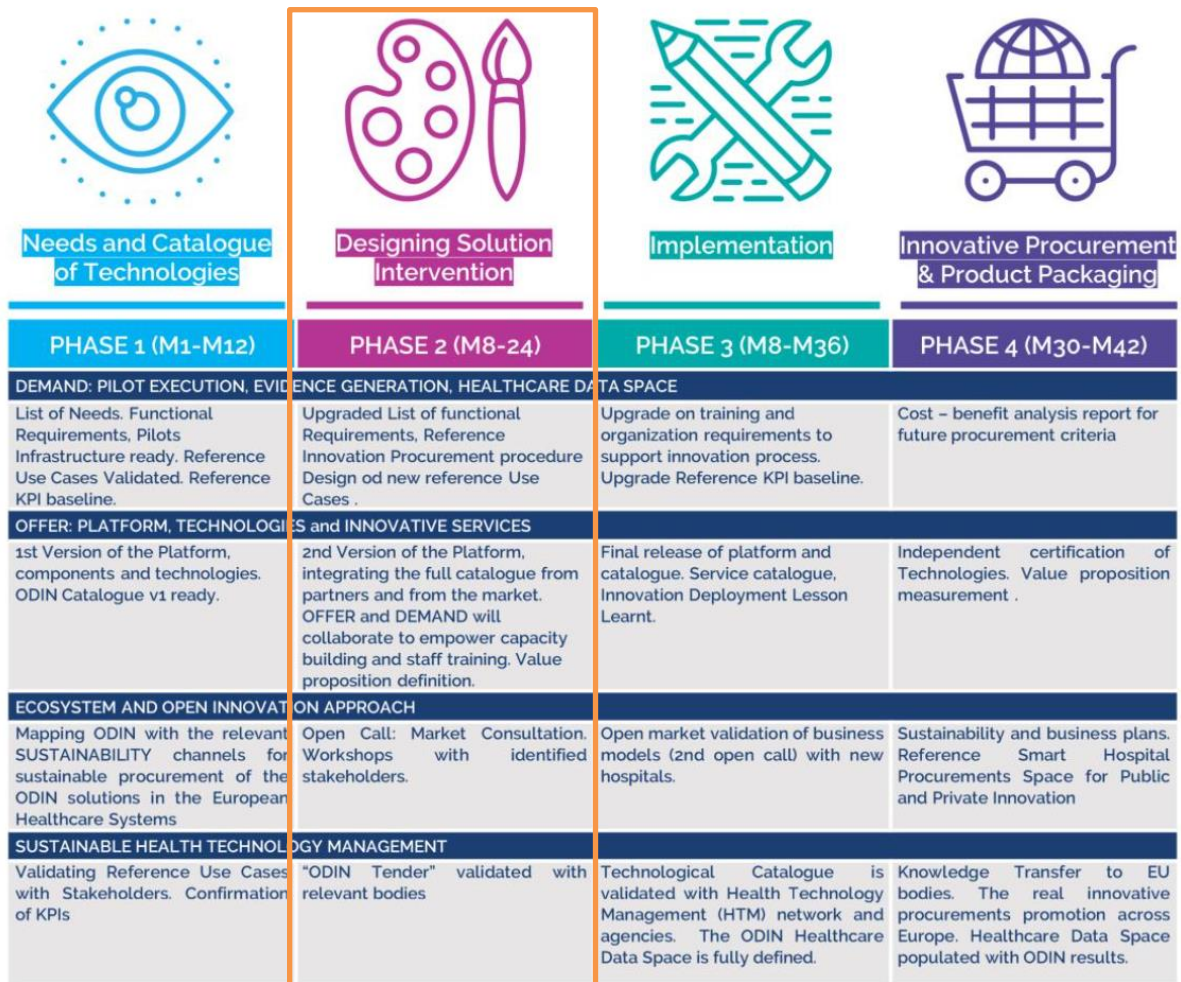 Needs and Catalogue
of Technologies
Designing Solution
Intervention
Implementation
Innovative Procurement
& Product Packaging
PHASE 1 (M1-M12)
PHASE 2 (M8-24)
PHASE 3 (M8-M36)
PHASE 4 (M30-M42)
DEMAND: PILOT EXECUTION, EVIDENCE GENERATION, HEALTHCARE DATA SPACE
List of Needs. Functional
Requirements, Pilots
Infrastructure ready. Reference
Use Cases Validated. Reference
KPI baseline.
Upgraded List of functional
Requirements, Reference
Innovation Procurement procedure
Design od new reference Use
Cases .
Upgrade on training and
organization requirements to
support innovation process.
Upgrade Reference KPI baseline.
Cost – benefit analysis report for
future procurement criteria
OFFER: PLATFORM, TECHNOLOGIES and INNOVATIVE SERVICES
1st Version of the Platform,
components and technologies.
ODIN Catalogue v1 ready.
2nd Version of the Platform,
integrating the full catalogue from
partners and from the market.
OFFER and DEMAND will
collaborate to empower capacity
building and staff training. Value
proposition definition.
Final release of platform and
catalogue. Service catalogue,
Innovation Deployment Lesson
Learnt.
Independent certification of
Technologies. Value proposition
measurement .
ECOSYSTEM AND OPEN INNOVATION APPROACH
Mapping ODIN with the relevant
SUSTAINABILITY channels for
sustainable procurement of the
ODIN solutions in the European
Healthcare Systems
Open Call: Market Consultation.
Workshops with identified
stakeholders.
Open market validation of business
models (2nd open call) with new
hospitals.
Sustainability and business plans.
Reference Smart Hospital
Procurements Space for Public
and Private Innovation
SUSTAINABLE HEALTH TECHNOLOGY MANAGEMENT
Validating Reference Use Cases
with Stakeholders. Confirmation
of KPIs
“ODIN Tender” validated with
relevant bodies
Technological Catalogue is
validated with Health Technology
Management (HTM) network and
agencies. The ODIN Healthcare
Data Space is fully defined.
Knowledge Transfer to EU
bodies. The real innovative
procurements promotion across
Europe. Healthcare Data Space
populated with ODIN results.